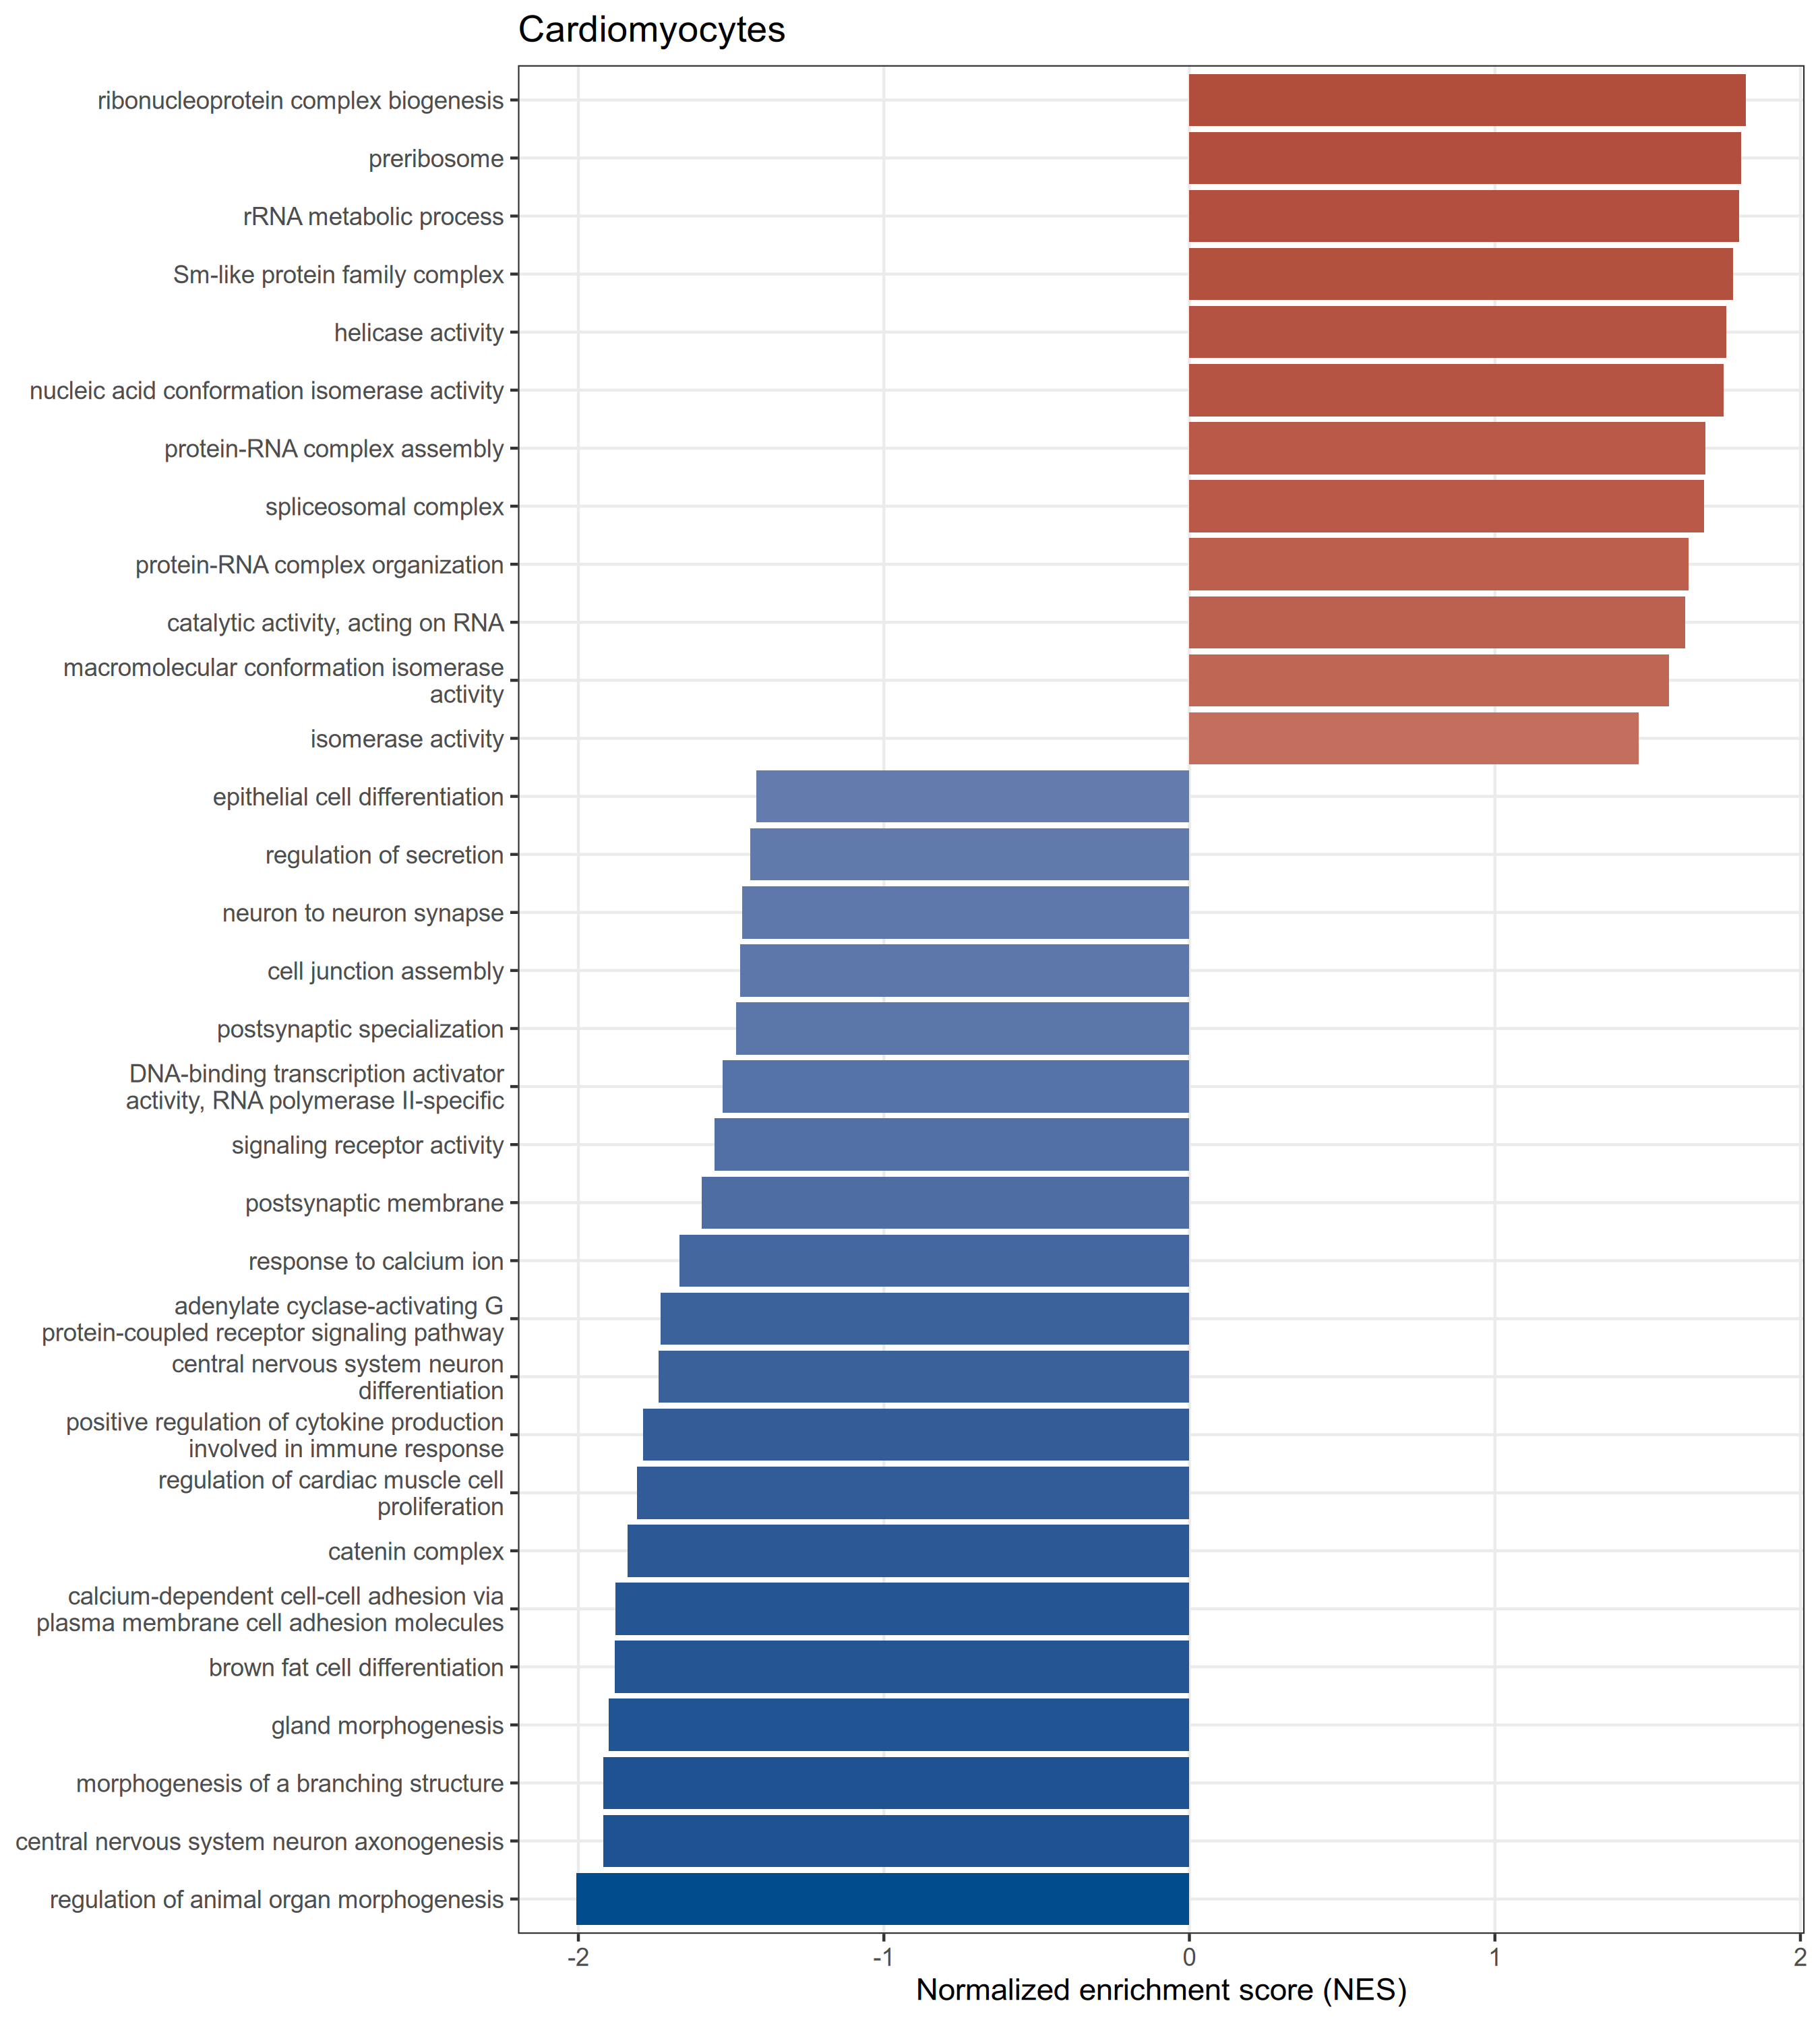 Cardiomyocytes
ribonucleoprotein complex biogenesis
preribosome
rRNA metabolic process
Sm-like protein family complex
helicase activity
nucleic acid conformation isomerase activity
protein-RNA complex assembly
spliceosomal complex
protein-RNA complex organization
catalytic activity, acting on RNA
macromolecular conformation isomerase
activity
isomerase activity
epithelial cell differentiation
regulation of secretion
neuron to neuron synapse
cell junction assembly
postsynaptic specialization
DNA-binding transcription activator
activity, RNA polymerase II-specific
signaling receptor activity
postsynaptic membrane
response to calcium ion
adenylate cyclase-activating G
protein-coupled receptor signaling pathway
central nervous system neuron
differentiation
positive regulation of cytokine production
involved in immune response
regulation of cardiac muscle cell
proliferation
catenin complex
calcium-dependent cell-cell adhesion via
plasma membrane cell adhesion molecules
brown fat cell differentiation
gland morphogenesis
morphogenesis of a branching structure
central nervous system neuron axonogenesis
regulation of animal organ morphogenesis
-2 -1 0 1 2
Normalized enrichment score (NES)